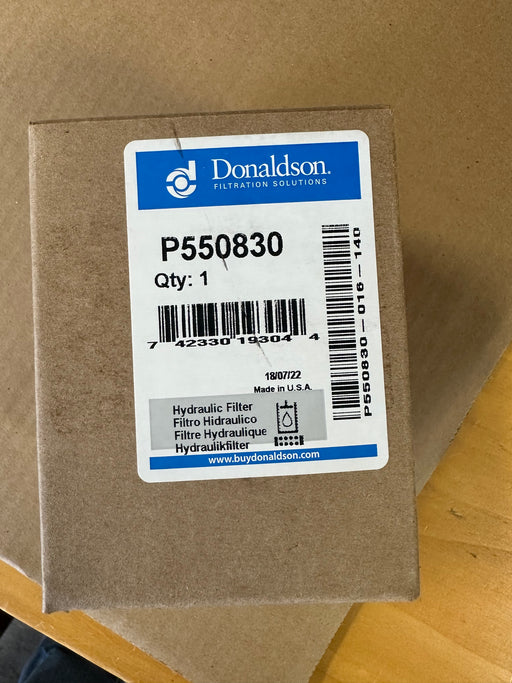 Donaldson®
FILTRATION SOLUTIONS
P550830
Qty: 1
7 42330 19304 4
18/07/22
Made in U.S.A.
Hydraulic Filter
Filtro Hidraulico
Filtre Hydraulique
Hydraulikfilter
www.buydonaldson.com
P550830-016-140